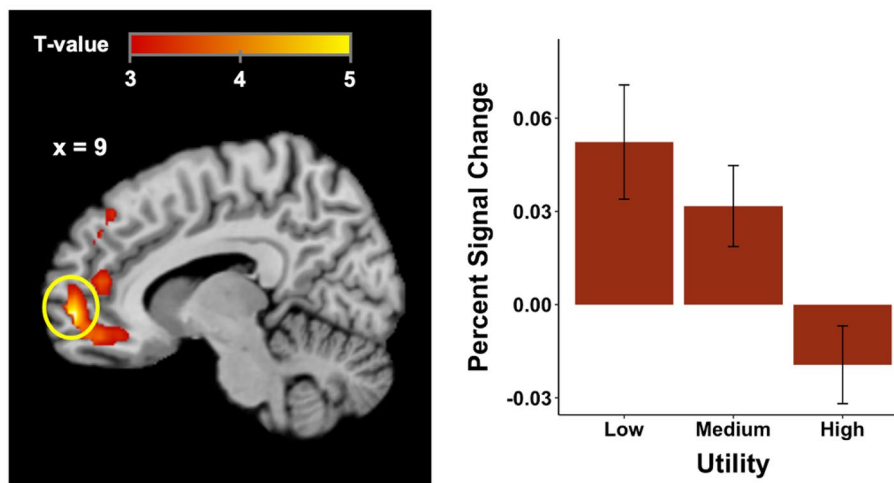 T-value
3 4 5
x = 9
Percent Signal Change
0.06
0.03
0.00
-0.03
Low Medium High
Utility